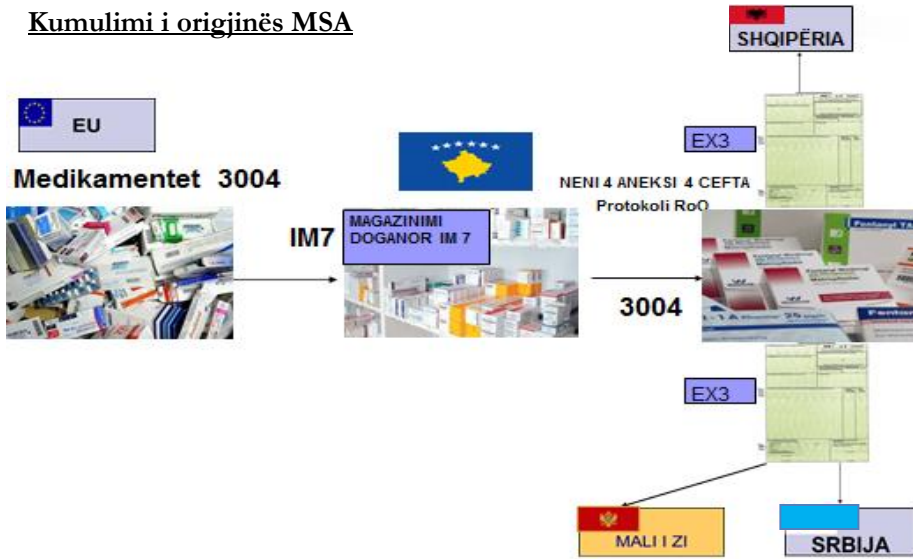 Kumulimi i origjinës MSA
SHQIPËRIA
EU
EX3
Medikamentet 3004
NENI 4 ANEKSI 4 CEFTA
Protokoli RoO
IM7
MAGAZINIMI
DOGANOR IM 7
3004
EX3
MALI I ZI
SRBIJA